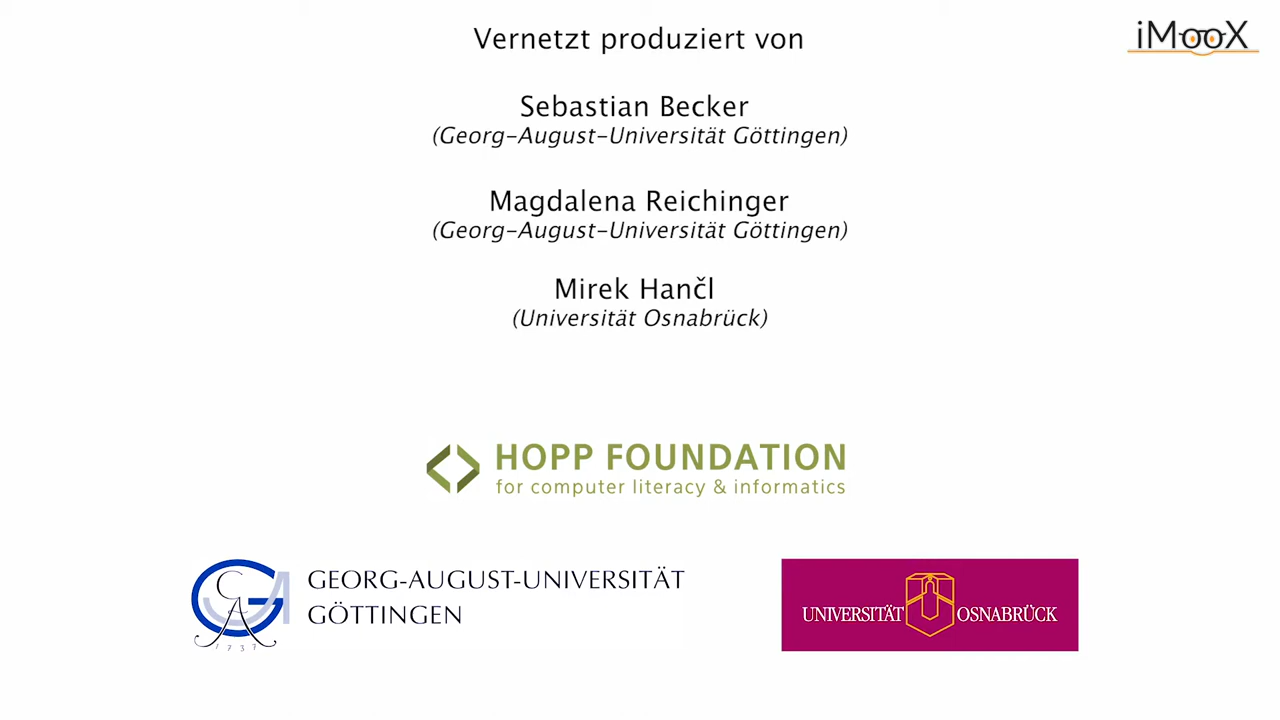 Vernetzt produziert von
iMooX
Sebastian Becker
(Georg-August-Universität Göttingen)
Magdalena Reichinger
(Georg-August-Universität Göttingen)
Mirek Hančl
(Universität Osnabrück)
HOPP FOUNDATION
for computer literacy & informatics
GEORG-AUGUST-UNIVERSITÄT
GÖTTINGEN
1737
UNIVERSITÄT OSNABRÜCK